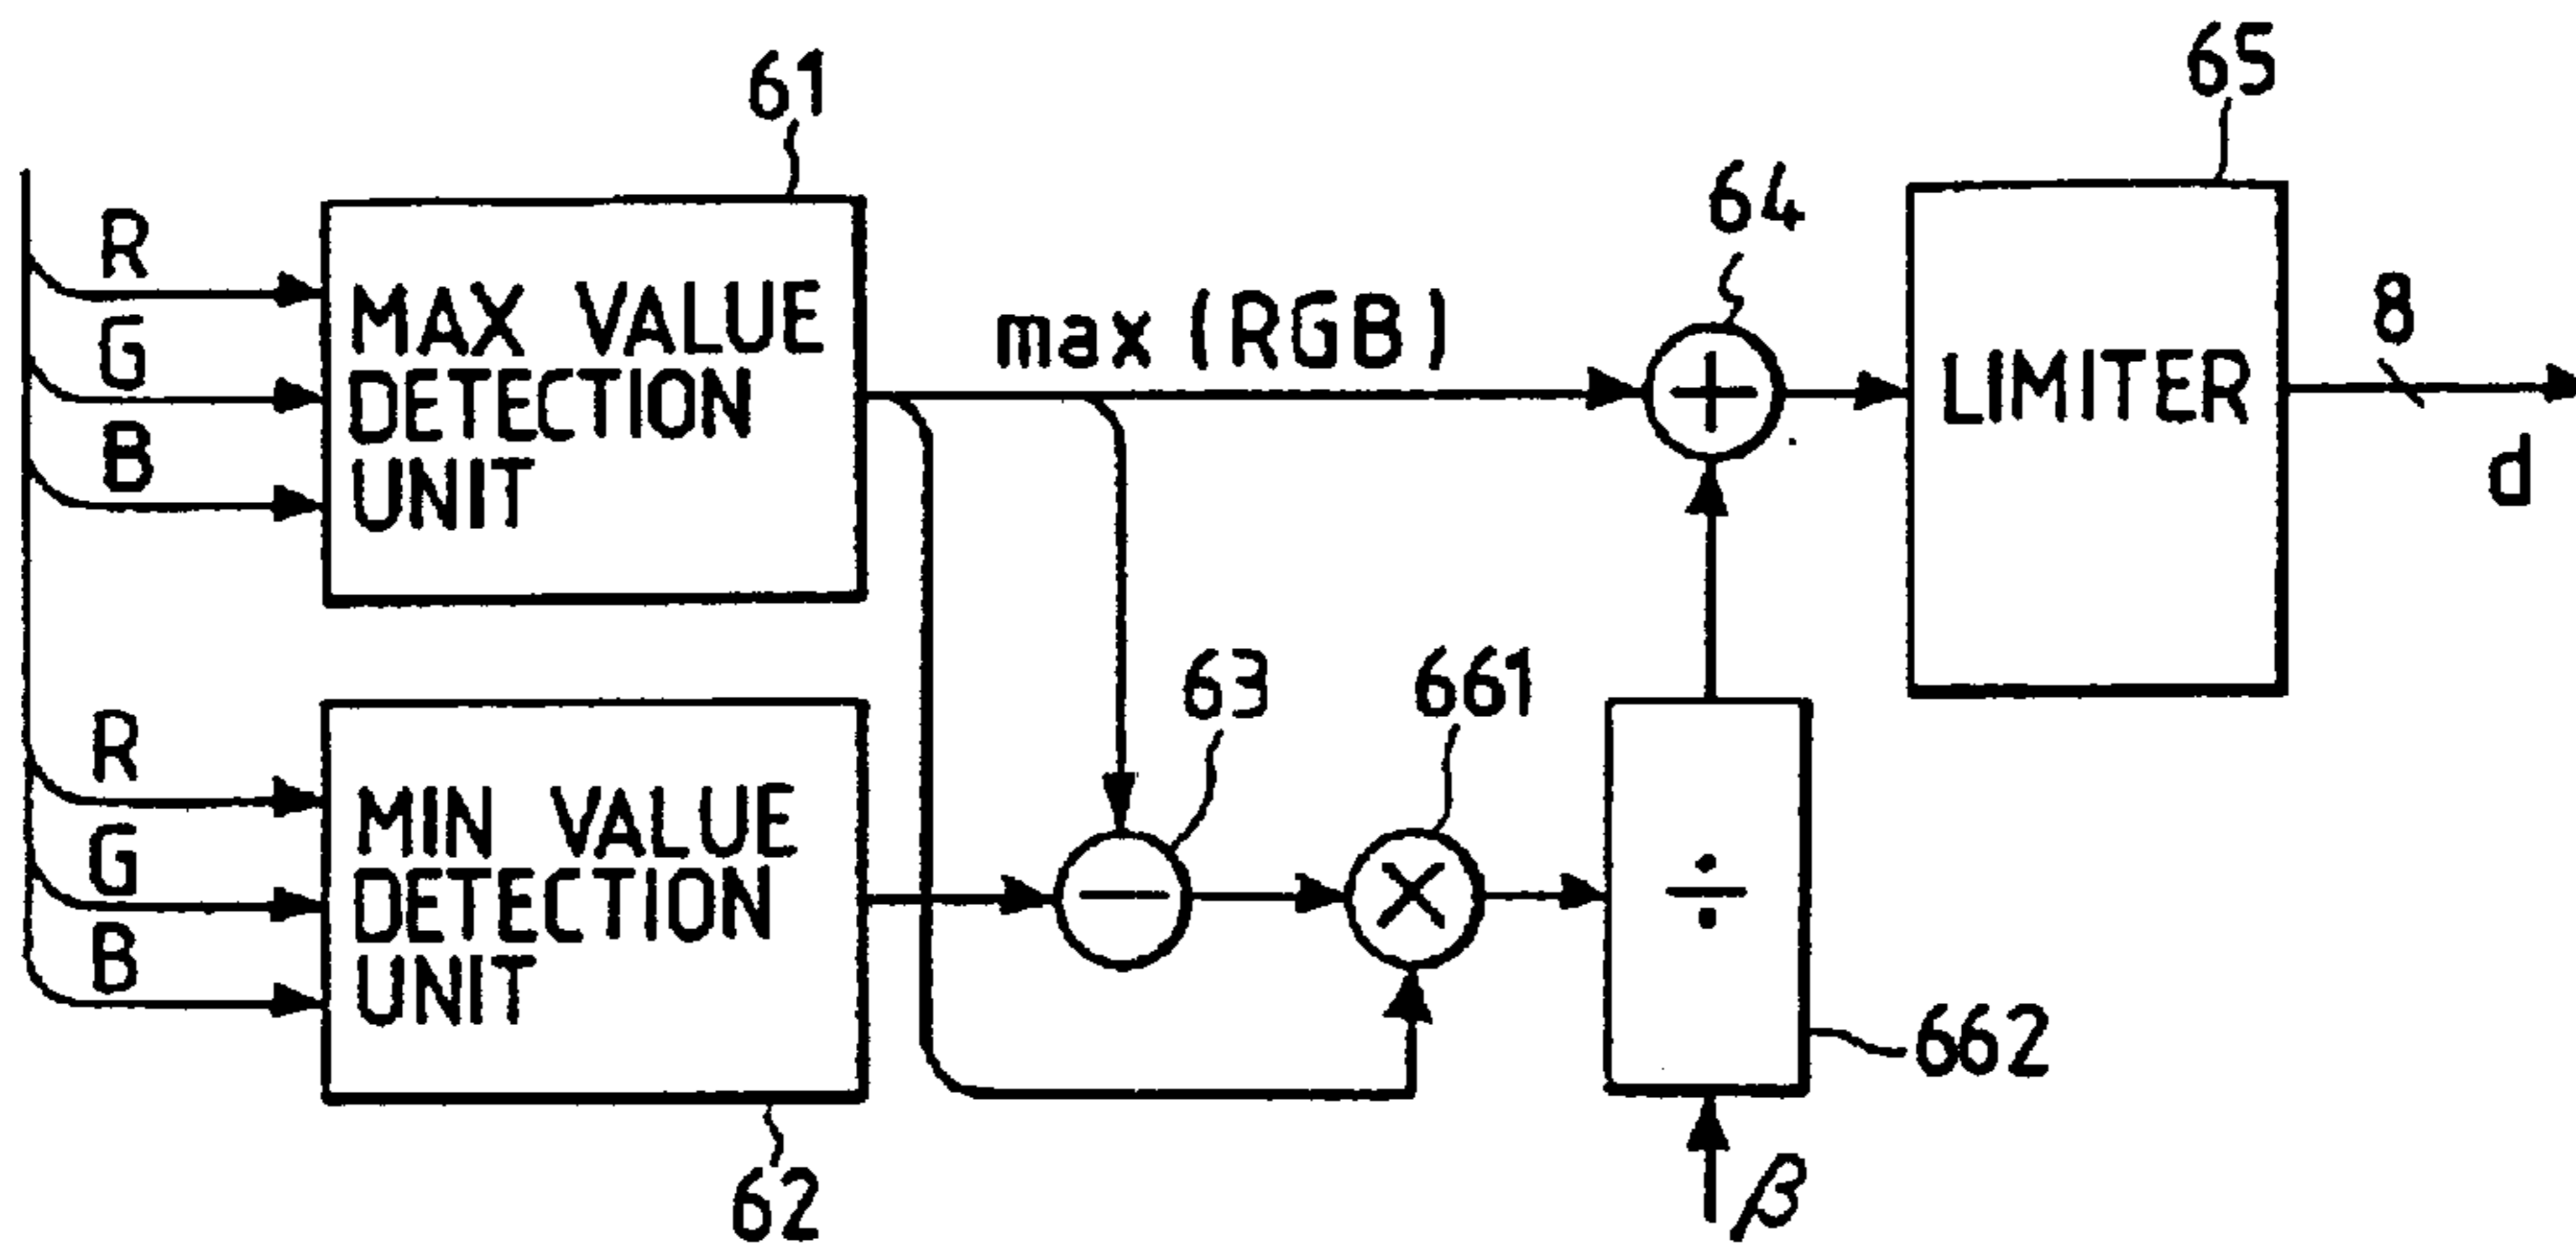 61
65
64
R
G
B
MAX VALUE
DETECTION
UNIT
max (RGB)
+
LIMITER
8
d
63
661
R
G
B
MIN VALUE
DETECTION
UNIT
−
×
÷
662
62
β